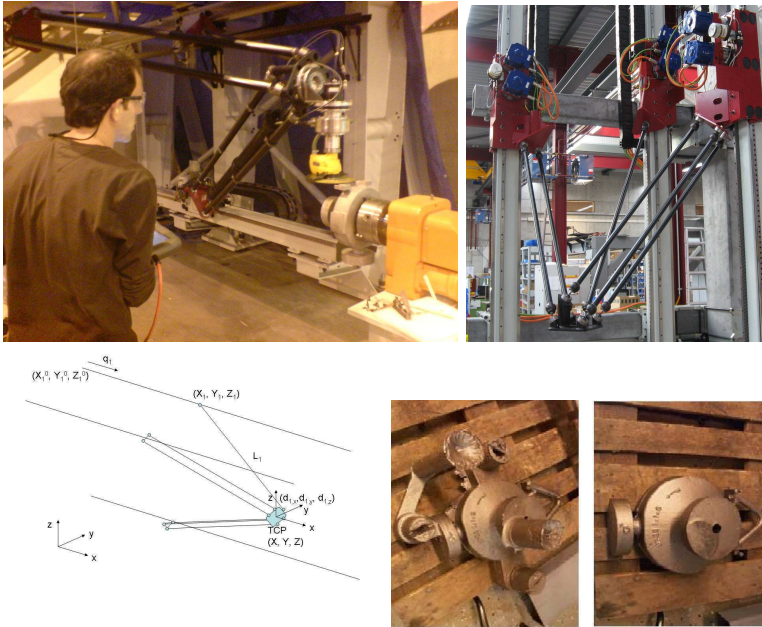 q₁
(X₁⁰, Y₁⁰, Z₁⁰)
(X₁, Y₁, Z₁)
L₁
z (d₁,ₓ,d₁,ᵧ, d₁,z)
y
x
TCP
(X, Y, Z)
z
y
x